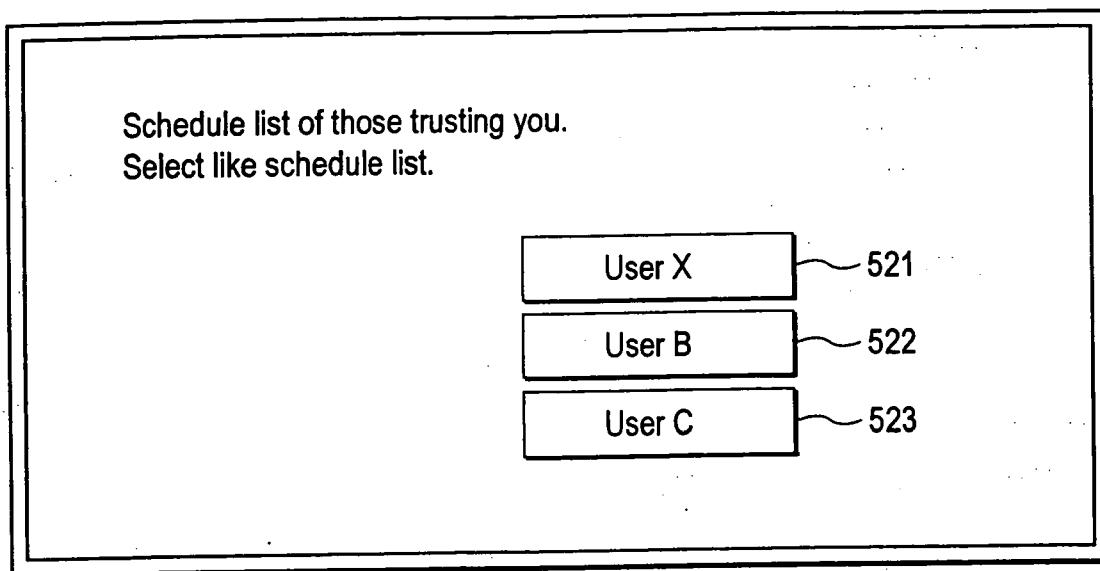 Schedule list of those trusting you.
Select like schedule list.
User X 521
User B 522
User C 523